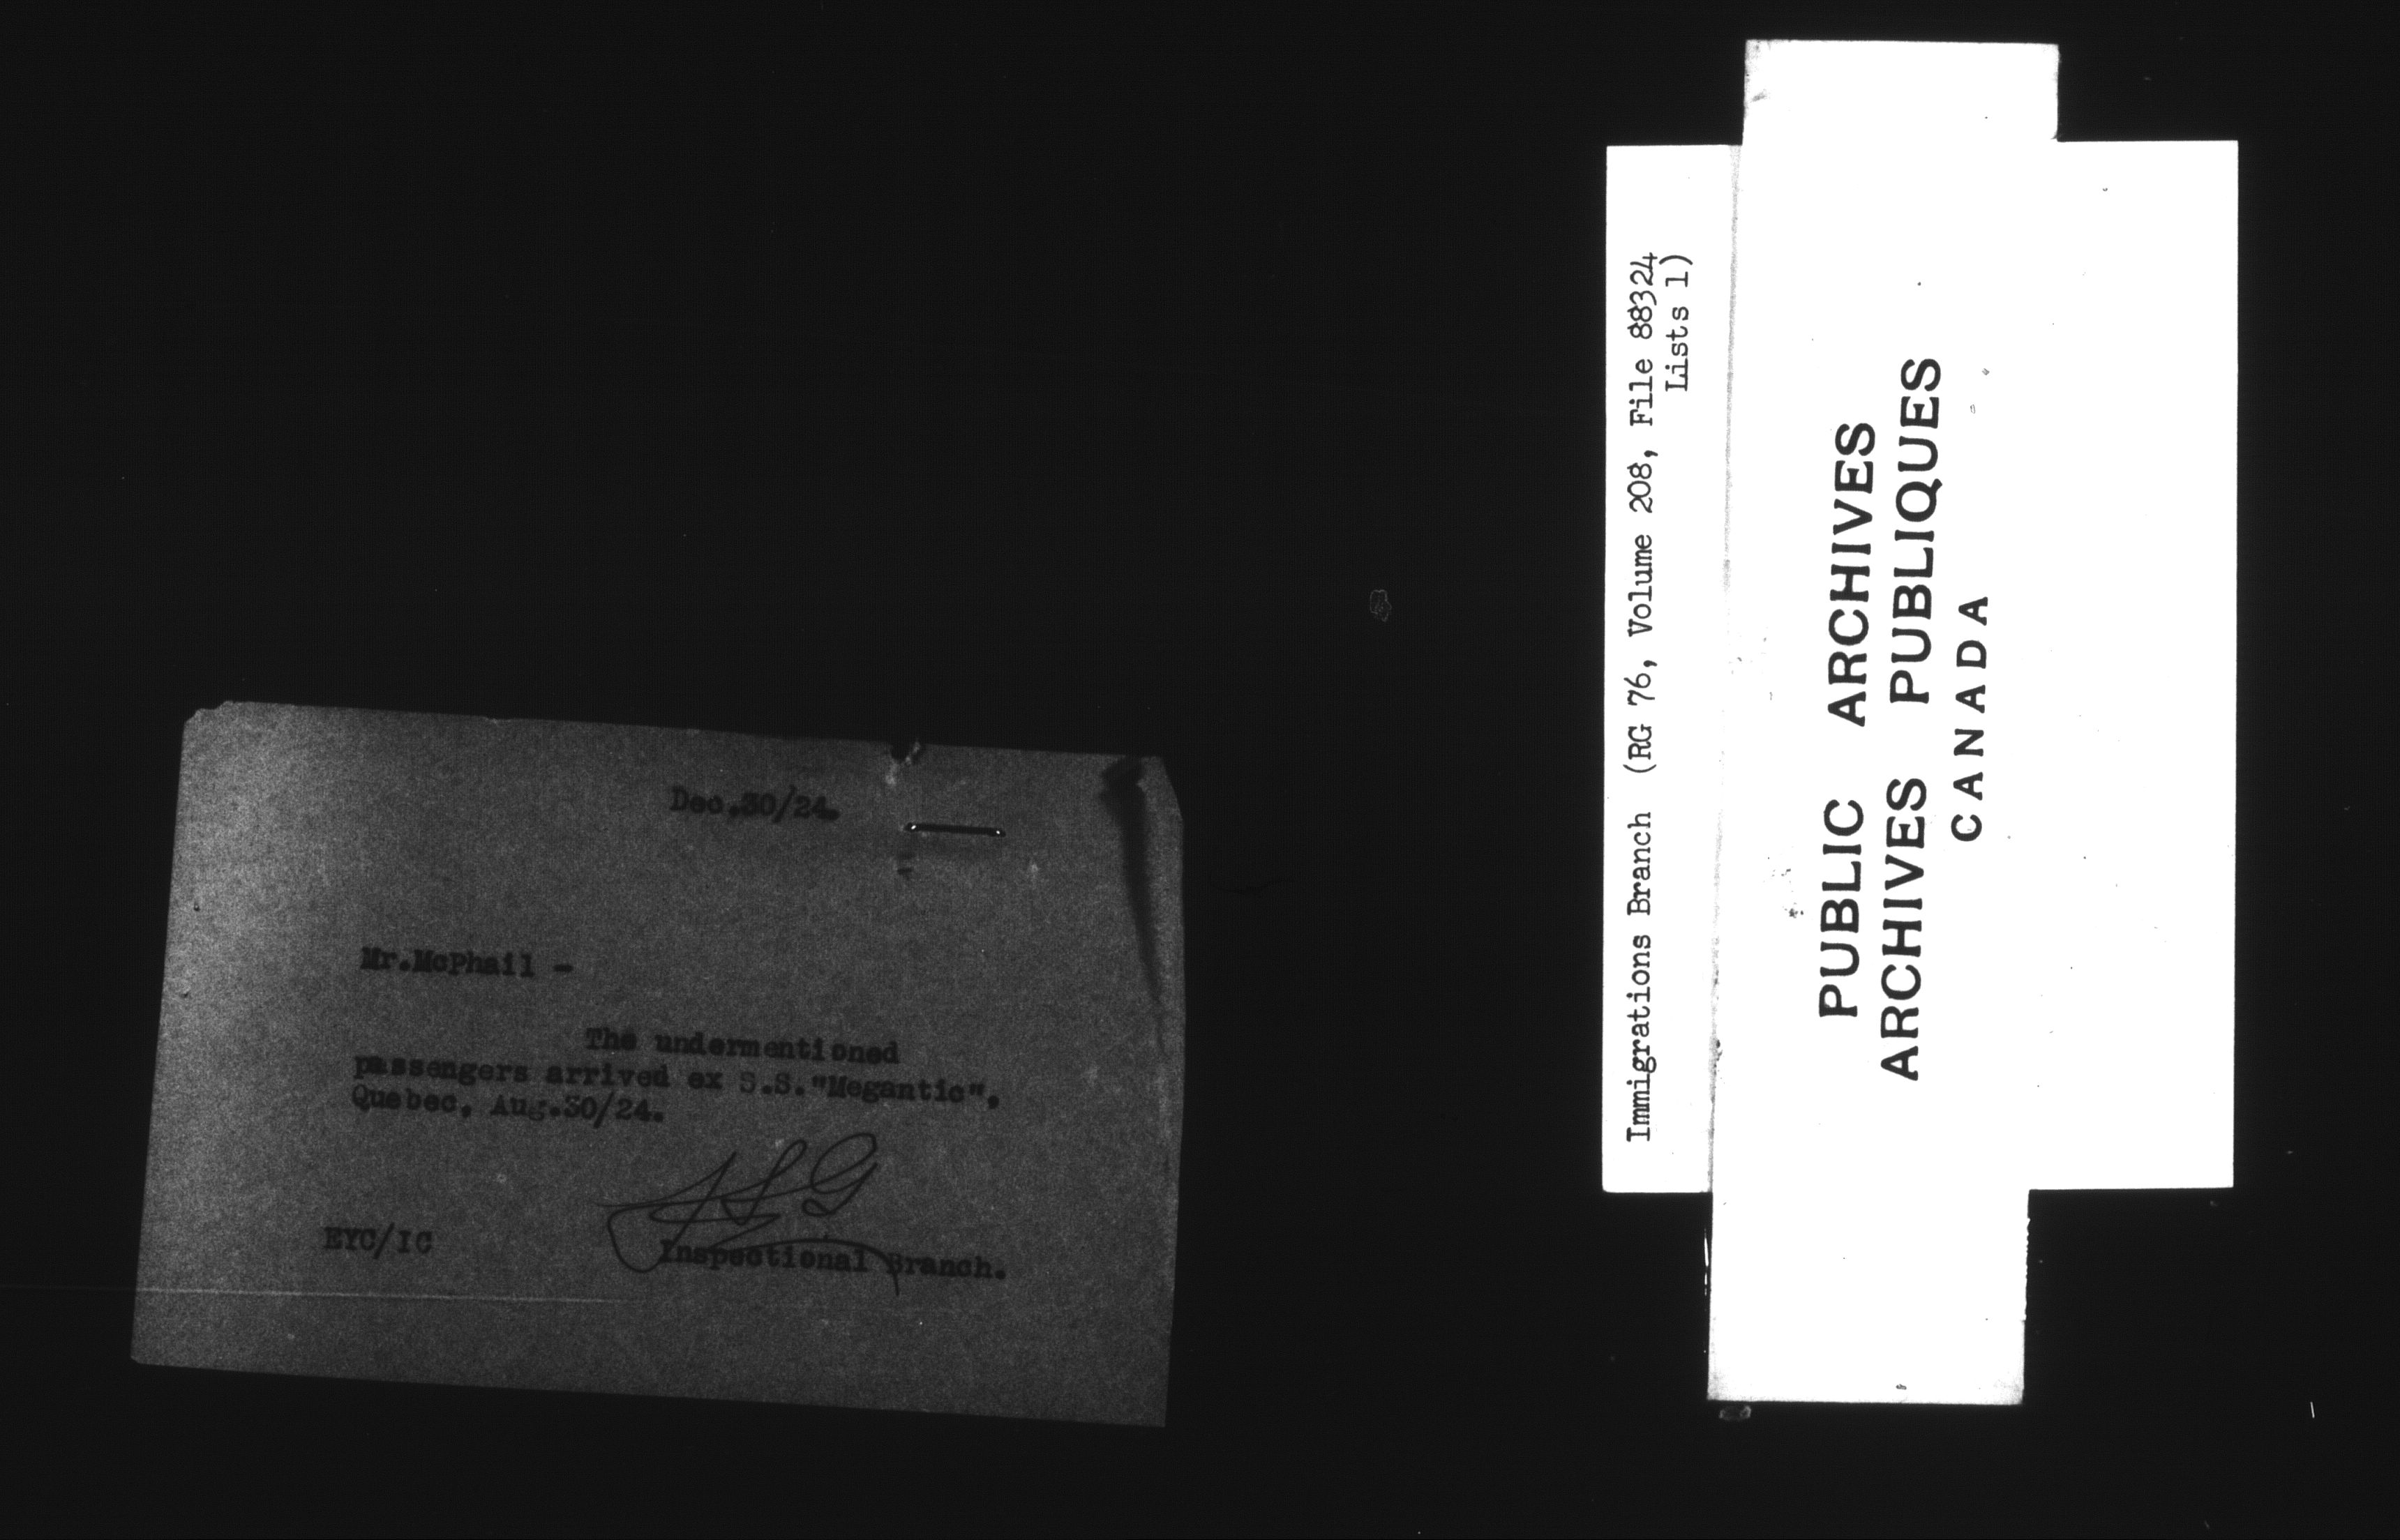 Dec.30/24.
Mr.McPhail -
The undermentioned
passengers arrived ex S.S."Megantic",
Quebec, Aug.30/24.
EYC/IC
Inspectional Branch.
Immigrations Branch (RG 76, Volume 208, File 88324
Lists 1)
PUBLIC ARCHIVES
ARCHIVES PUBLIQUES
CANADA